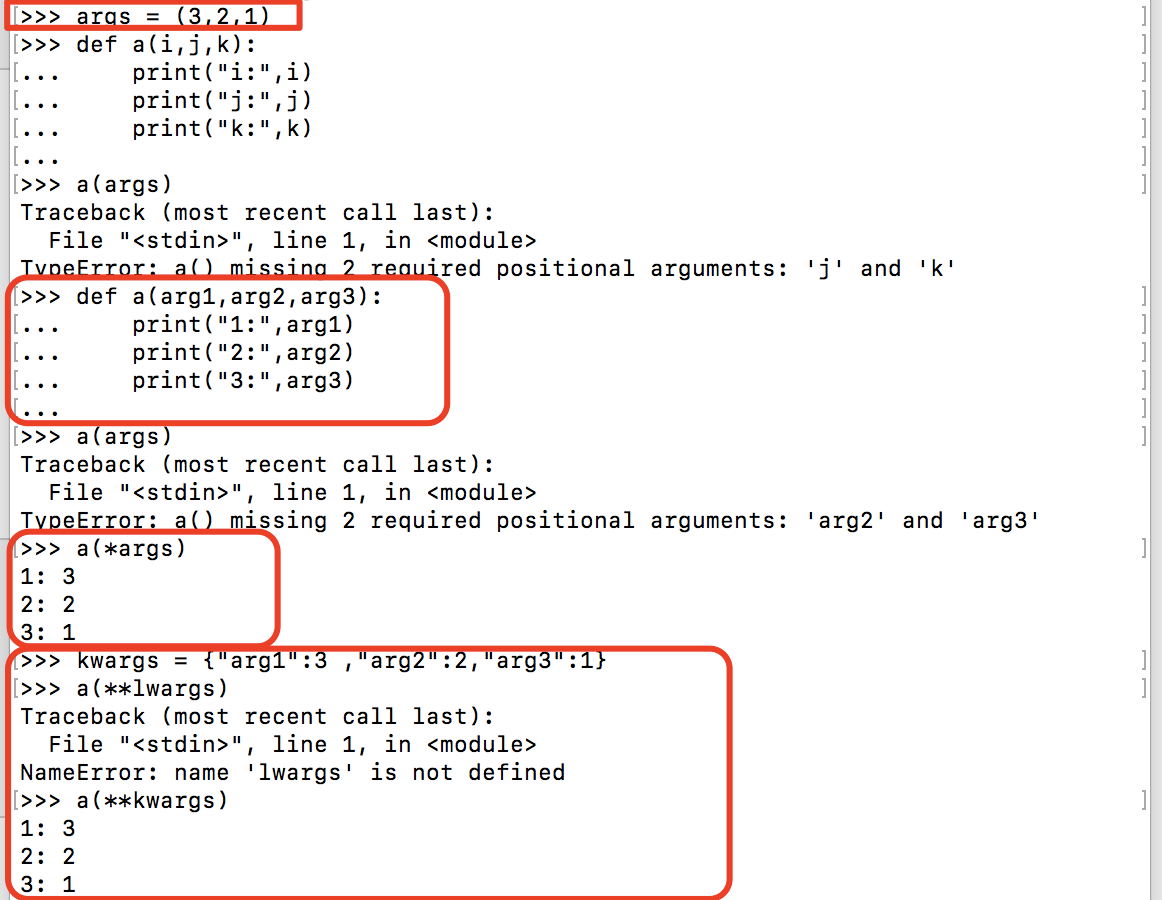 >>> args = (3,2,1)
>>> def a(i,j,k):
...     print("i:",i)
...     print("j:",j)
...     print("k:",k)
...
>>> a(args)
Traceback (most recent call last):
  File "<stdin>", line 1, in <module>
TypeError: a() missing 2 required positional arguments: 'j' and 'k'
>>> def a(arg1,arg2,arg3):
...     print("1:",arg1)
...     print("2:",arg2)
...     print("3:",arg3)
...
>>> a(args)
Traceback (most recent call last):
  File "<stdin>", line 1, in <module>
TypeError: a() missing 2 required positional arguments: 'arg2' and 'arg3'
>>> a(*args)
1: 3
2: 2
3: 1
>>> kwargs = {"arg1":3 ,"arg2":2,"arg3":1}
>>> a(**lwargs)
Traceback (most recent call last):
  File "<stdin>", line 1, in <module>
NameError: name 'lwargs' is not defined
>>> a(**kwargs)
1: 3
2: 2
3: 1